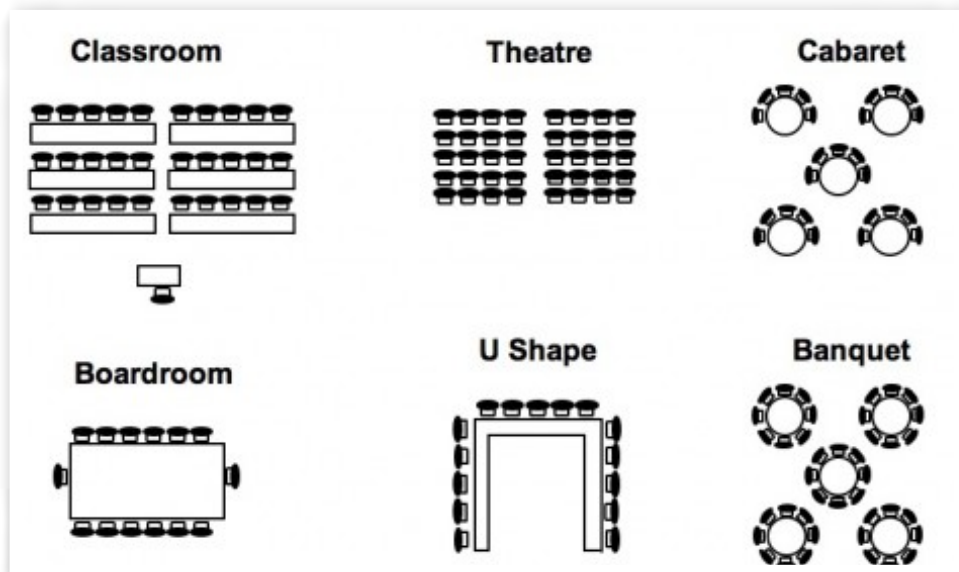 Classroom
Theatre
Cabaret
Boardroom
U Shape
Banquet